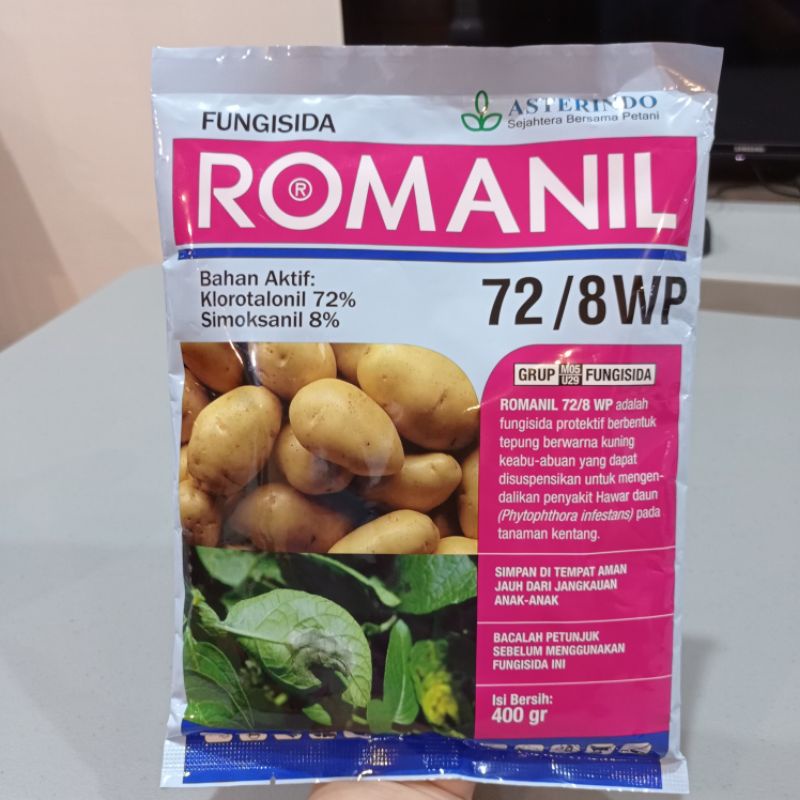 ASTERINDO
Sejahtera Bersama Petani
FUNGISIDA
ROMANIL
®
Bahan Aktif:
Klorotalonil 72%
Simoksanil 8%
72/8 WP
GRUP M05 U29 FUNGISIDA
ROMANIL 72/8 WP adalah
fungisida protektif berbentuk
tepung berwarna kuning
keabu-abuan yang dapat
disuspensikan untuk mengen-
dalikan penyakit Hawar daun
(Phytophthora infestans) pada
tanaman kentang.
SIMPAN DI TEMPAT AMAN
JAUH DARI JANGKAUAN
ANAK-ANAK
BACALAH PETUNJUK
SEBELUM MENGGUNAKAN
FUNGISIDA INI
Isi Bersih:
400 gr
SAMSUNG